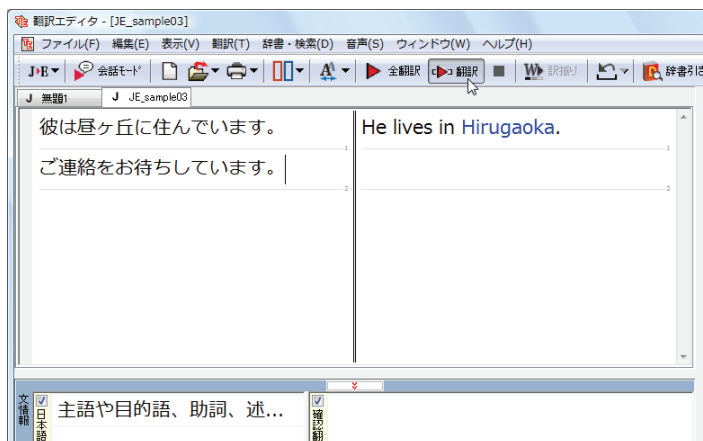 翻訳エディタ - [JE_sample03]
ファイル(F) 編集(E) 表示(V) 翻訳(T) 辞書・検索(D) 音声(S) ウィンドウ(W) ヘルプ(H)
J▸E▼ 会話モード A 全翻訳 翻訳 W 訳振り 辞書引き
J 無題1 J JE_sample03
彼は昼ヶ丘に住んでいます。 He lives in Hirugaoka.
1 1
ご連絡をお待ちしています。
2 2
文情報 日本語 主語や目的語、助詞、述... 確認翻